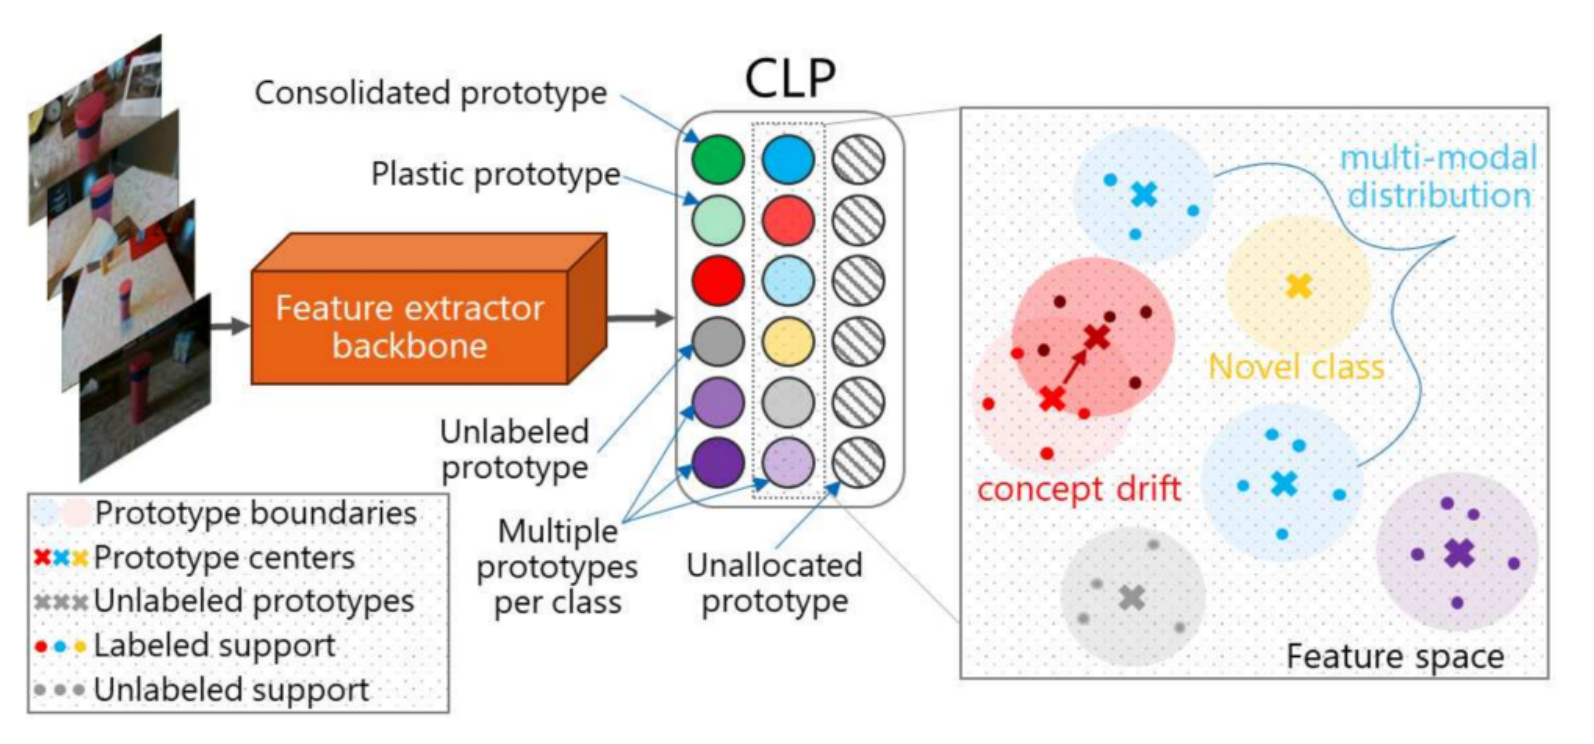 CLP
Consolidated prototype
Plastic prototype
Feature extractor
backbone
Unlabeled
prototype
Multiple
prototypes
per class
Unallocated
prototype
Prototype boundaries
Prototype centers
Unlabeled prototypes
Labeled support
Unlabeled support
multi-modal
distribution
Novel class
concept drift
Feature space